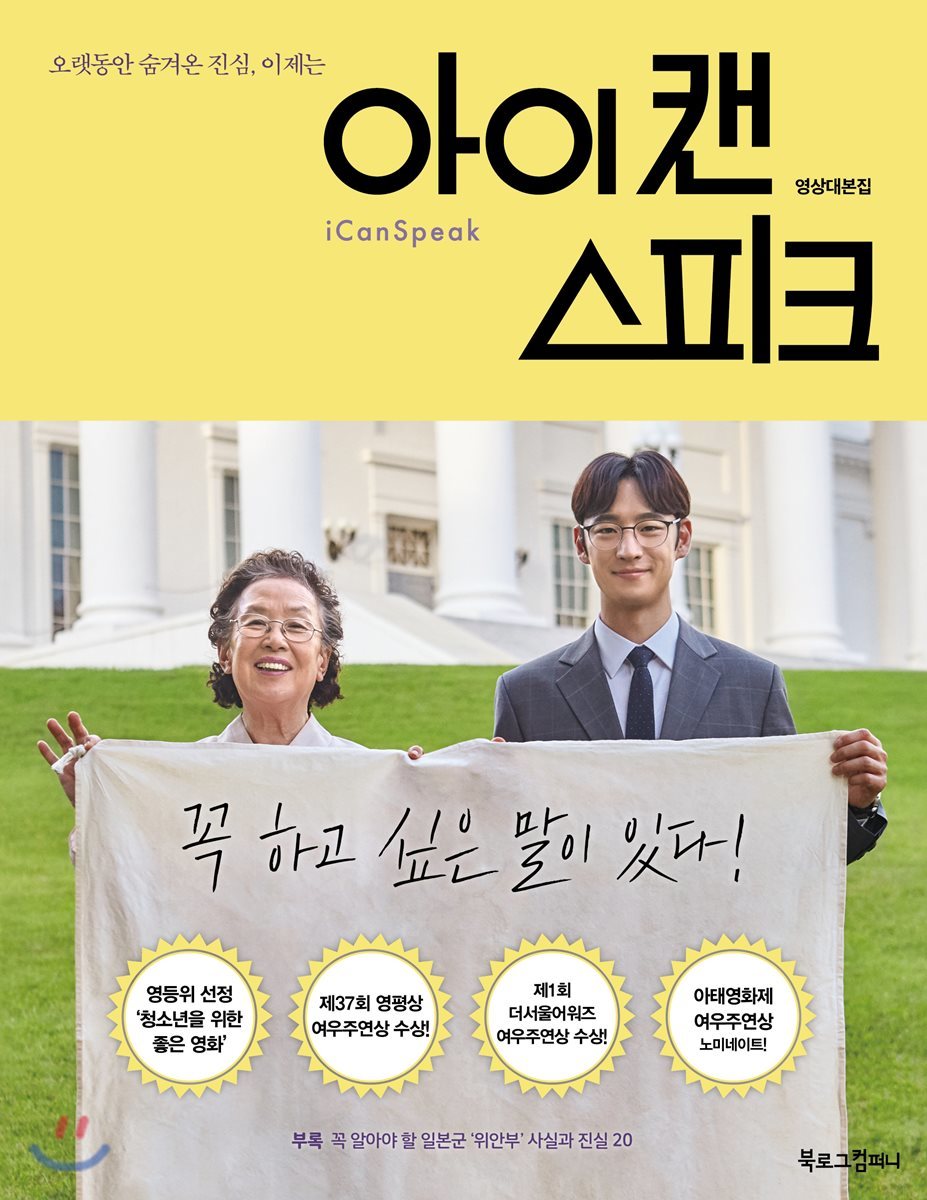 오랫동안 숨겨온 진심, 이제는
아이 캔
영상대본집
iCanSpeak
스피크
꼭 하고 싶은 말이 있다!
영등위 선정
‘청소년을 위한
좋은 영화’
제37회 영평상
여우주연상 수상!
제1회
더서울어워즈
여우주연상 수상!
아태영화제
여우주연상
노미네이트!
부록 꼭 알아야 할 일본군 ‘위안부’ 사실과 진실 20
북로그컴퍼니